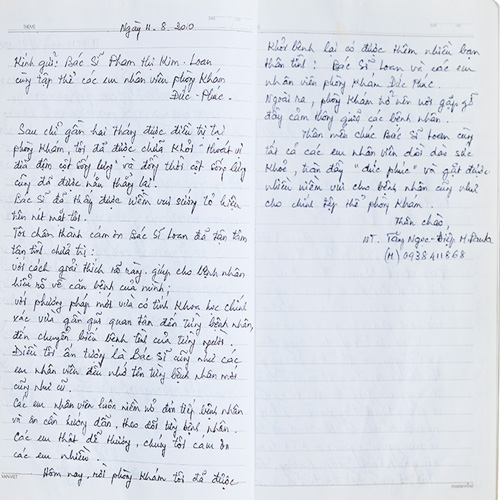 Ngày 11.8.2010
Kính gửi: Bác Sĩ Phạm Thị Kim Loan
cùng tập thể các em nhân viên phòng khám
Đức Phúc.
Sau chỉ gần hai tháng được điều trị tại
phòng khám, tôi đã được chữa khỏi "thoát vị
đĩa đệm cột sống lưng" và đồng thời cột sống lưng
cũng đã được nắn thẳng lại.
Bác Sĩ đã thấy được niềm vui sướng tỏ hiện
trên nét mặt tôi.
Tôi chân thành cám ơn Bác Sĩ Loan đã tận tâm
tận tình chữa trị:
với cách giải thích rõ ràng giúp cho bệnh nhân
hiểu rõ về căn bệnh của mình;
với phương pháp mới vừa có tính khoa học chính
xác vừa gần gũi quan tâm đến từng bệnh nhân,
đến chuyển biến bệnh tật của từng người.
Điều tôi ấn tượng là Bác Sĩ cũng như các
em nhân viên đều nhớ tên từng bệnh nhân mới
cũng như cũ.
Các em nhân viên luôn niềm nở đón tiếp bệnh nhân
và ân cần hướng dẫn, theo dõi từng bệnh nhân.
Các em thật dễ thương, chúng tôi cám ơn
các em nhiều.
Hôm nay, rời phòng khám tôi đã được
khỏi bệnh lại có được thêm nhiều bạn
thân tình: Bác Sĩ Loan và các em
nhân viên phòng khám Đức Phúc.
Ngoài ra, phòng khám trở nên nơi gặp gỡ
đầy cảm thông giữa các bệnh nhân.
Thân mến chúc Bác Sĩ Loan cùng
tất cả các em nhân viên dồi dào sức
khoẻ, tràn đầy "đức phúc" và gặt được
nhiều niềm vui cho bệnh nhân cũng như
cho chính tập thể phòng khám.
Thân chào,
NT. Tăng Ngọc Điệp M.
(M) 0938411868